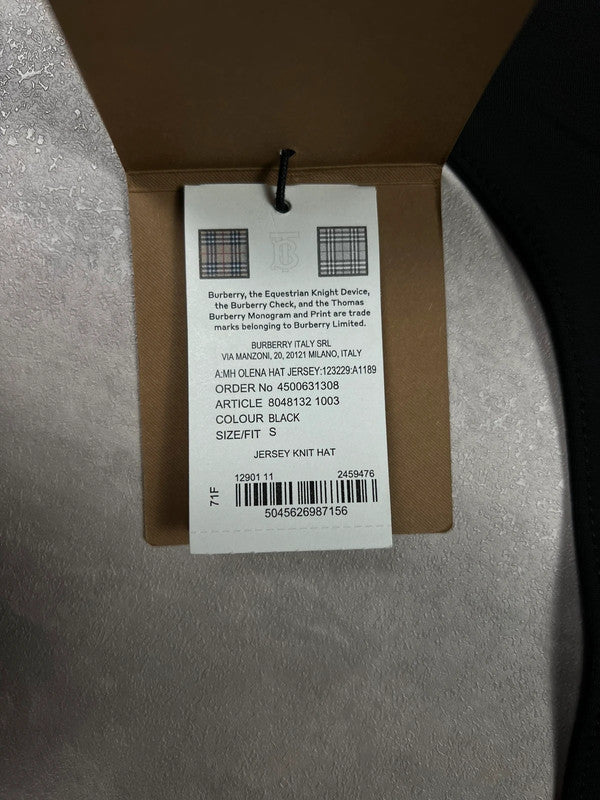 TB
Burberry, the Equestrian Knight Device,
the Burberry Check, and the Thomas
Burberry Monogram and Print are trade
marks belonging to Burberry Limited.
BURBERRY ITALY SRL
VIA MANZONI, 20, 20121 MILANO, ITALY
A:MH OLENA HAT JERSEY:123229:A1189
ORDER No 4500631308
ARTICLE 8048132 1003
COLOUR BLACK
SIZE/FIT S
JERSEY KNIT HAT
12901 11 2459476
71F
5045626987156